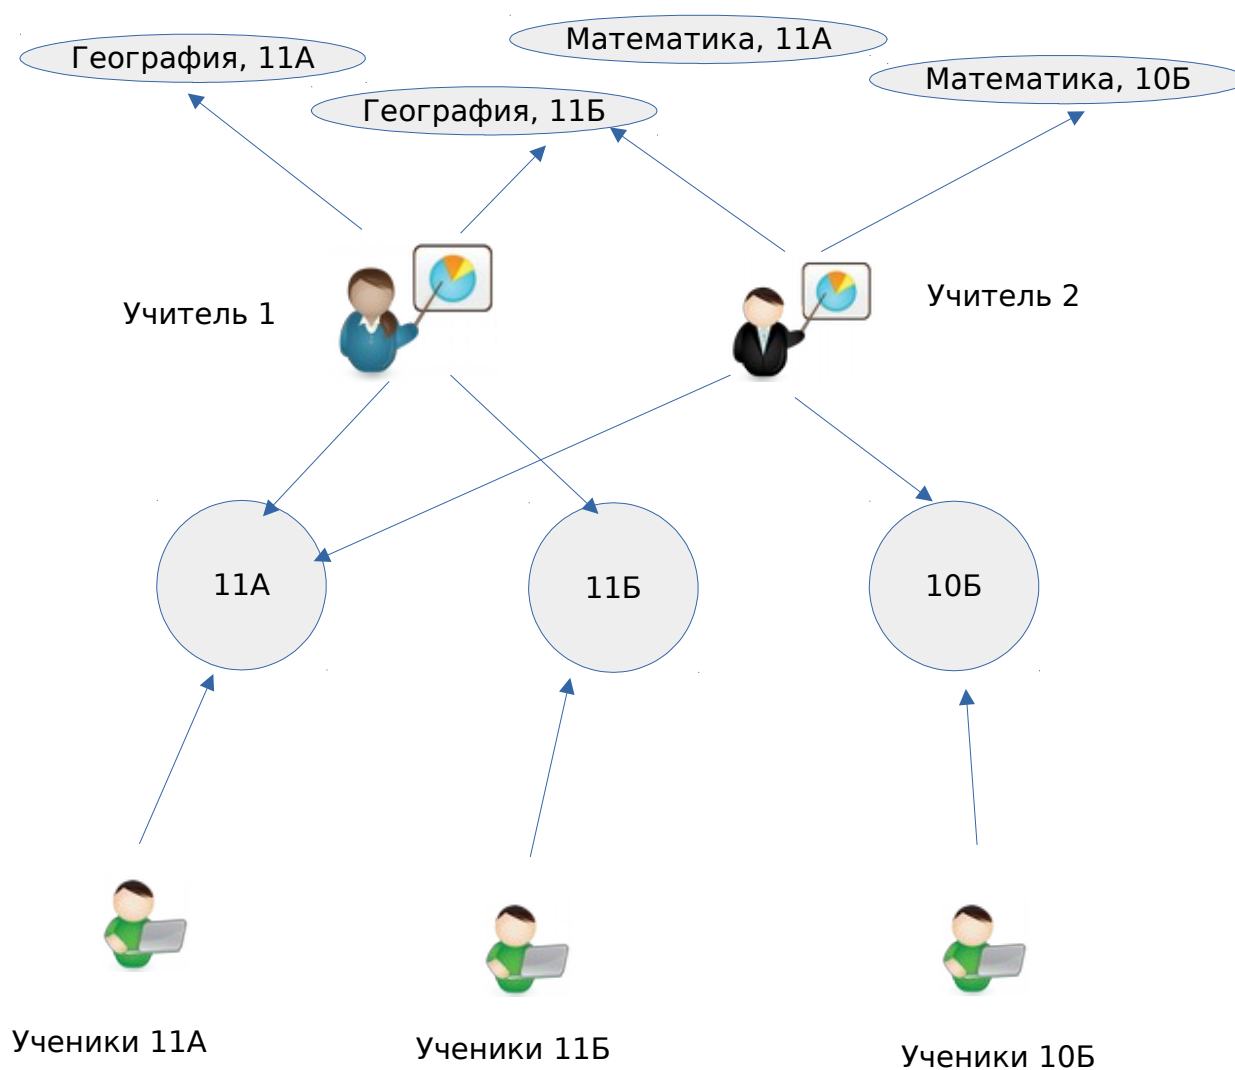 Математика, 11А
География, 11А
Математика, 10Б
География, 11Б
Учитель 1
Учитель 2
11А
11Б
10Б
Ученики 11А
Ученики 11Б
Ученики 10Б